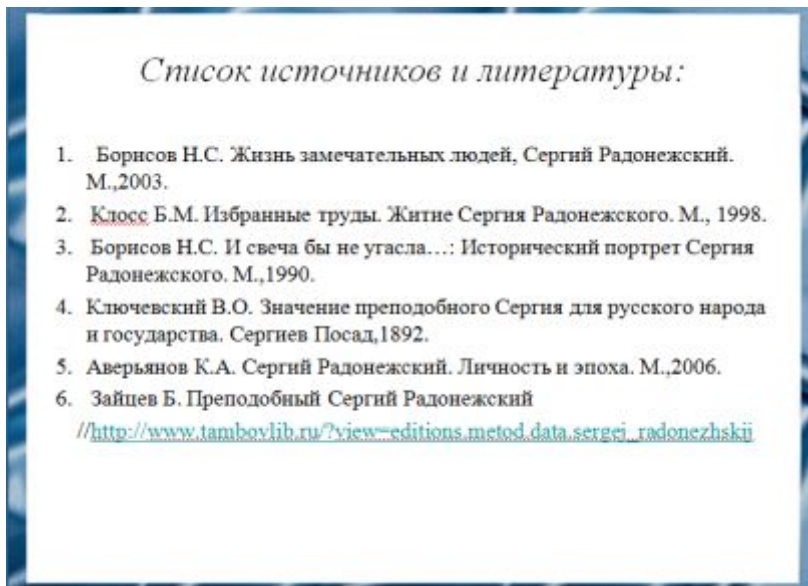 Список источников и литературы:
1. Борисов Н.С. Жизнь замечательных людей, Сергий Радонежский.
М.,2003.
2. Клосс Б.М. Избранные труды. Житие Сергия Радонежского. М., 1998.
3. Борисов Н.С. И свеча бы не угасла…: Исторический портрет Сергия
Радонежского. М.,1990.
4. Ключевский В.О. Значение преподобного Сергия для русского народа
и государства. Сергиев Посад,1892.
5. Аверьянов К.А. Сергий Радонежский. Личность и эпоха. М.,2006.
6. Зайцев Б. Преподобный Сергий Радонежский
//http://www.tambovlib.ru/?view=editions.metod.data.sergej_radonezhskij